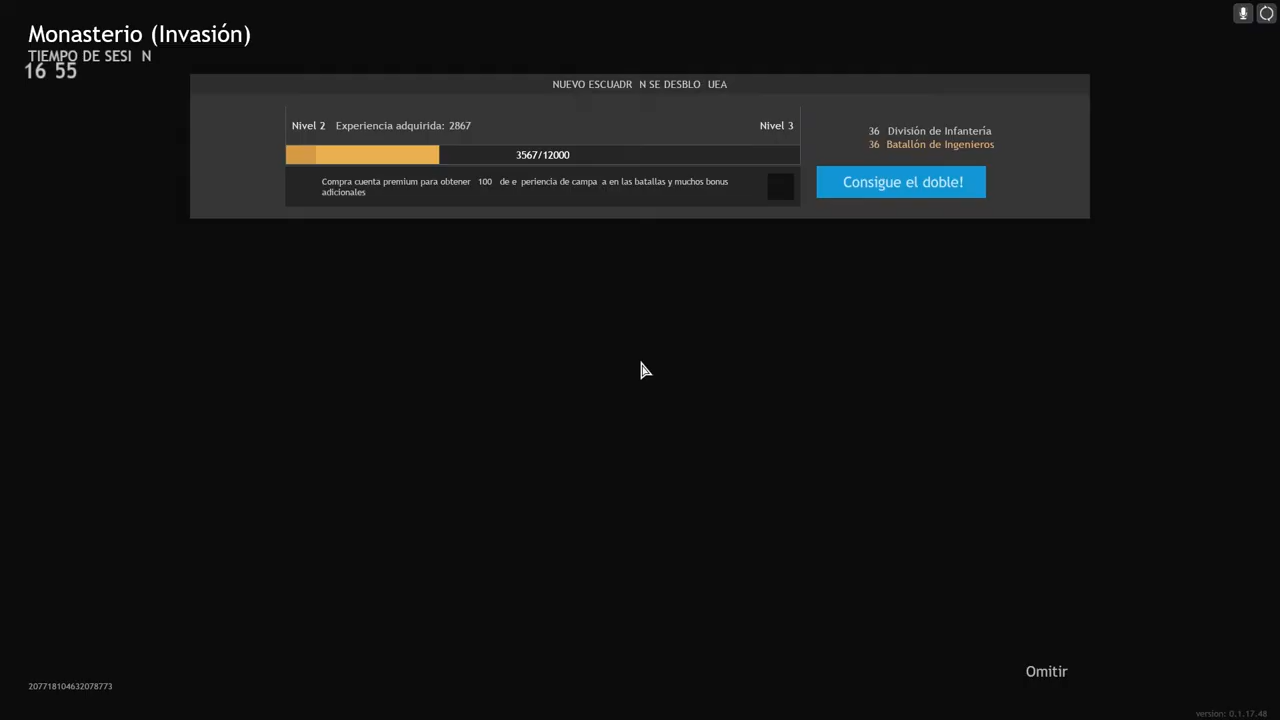 Monasterio (Invasión)
TIEMPO DE SESI N
16 55
NUEVO ESCUADR N SE DESBLO UEA
Nivel 2 Experiencia adquirida: 2867 Nivel 3
3567/12000
Compra cuenta premium para obtener 100 de e periencia de campa a en las batallas y muchos bonus
adicionales
36 División de Infantería
36 Batallón de Ingenieros
Consigue el doble!
Omitir
207718104632078773
version: 0.1.17.48